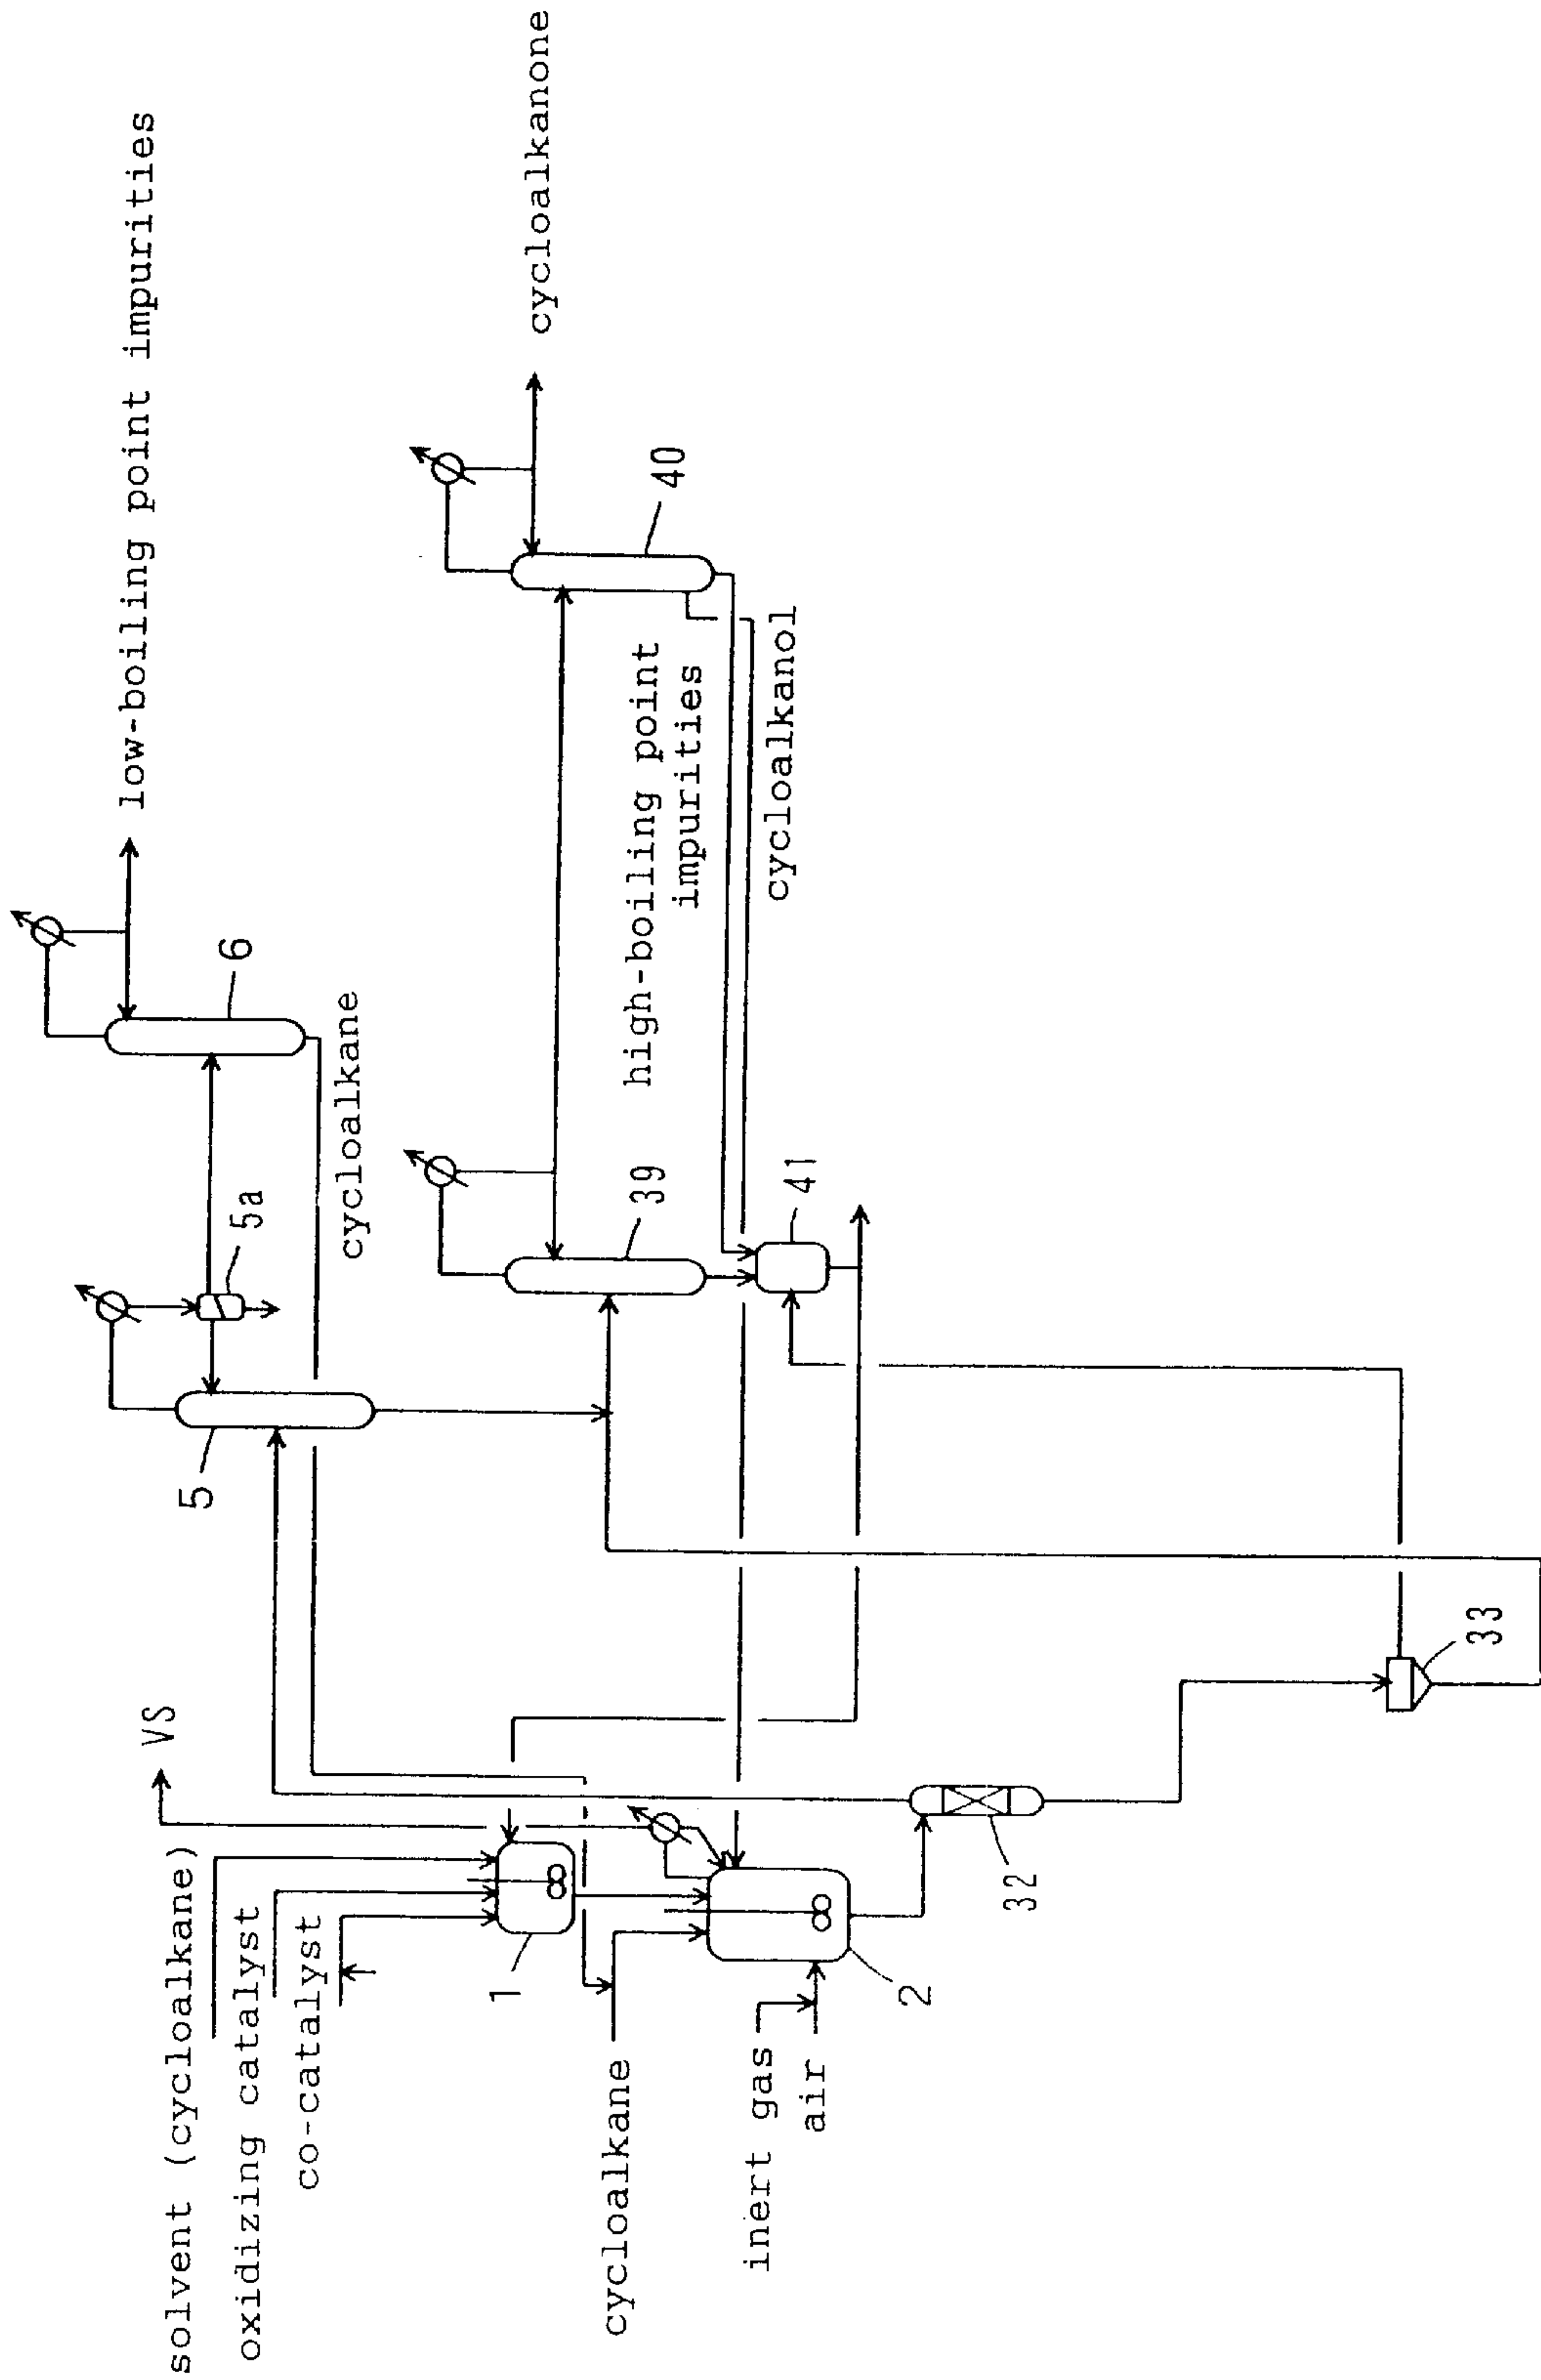 solvent (cycloalkane)
oxidizing catalyst
co-catalyst
cycloalkane
inert gas
air
VS
1
2
32
33
5
5a
6
low-boiling point impurities
cycloalkane
39
41
high-boiling point
impurities
cycloalkanol
40
cycloalkanone